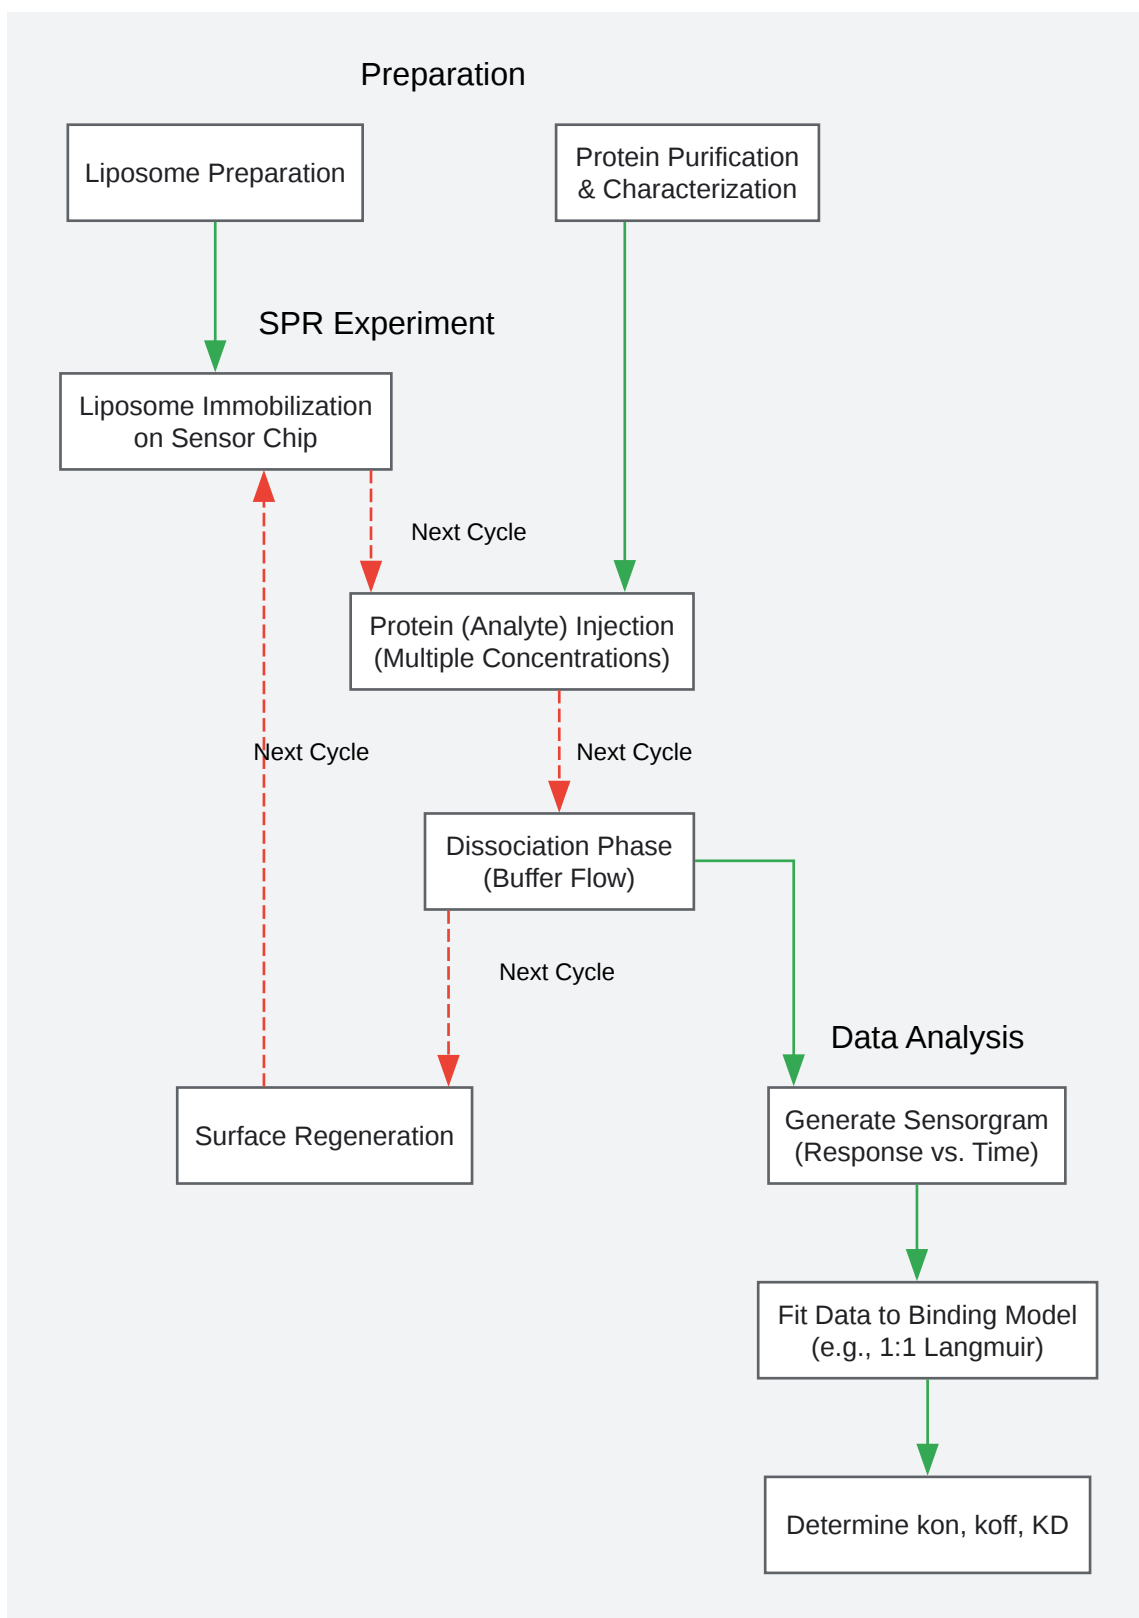 Preparation
Liposome Preparation
Protein Purification
& Characterization
SPR Experiment
Liposome Immobilization
on Sensor Chip
Next Cycle
Protein (Analyte) Injection
(Multiple Concentrations)
Next Cycle
Next Cycle
Dissociation Phase
(Buffer Flow)
Next Cycle
Data Analysis
Surface Regeneration
Generate Sensorgram
(Response vs. Time)
Fit Data to Binding Model
(e.g., 1:1 Langmuir)
Determine kon, koff, KD